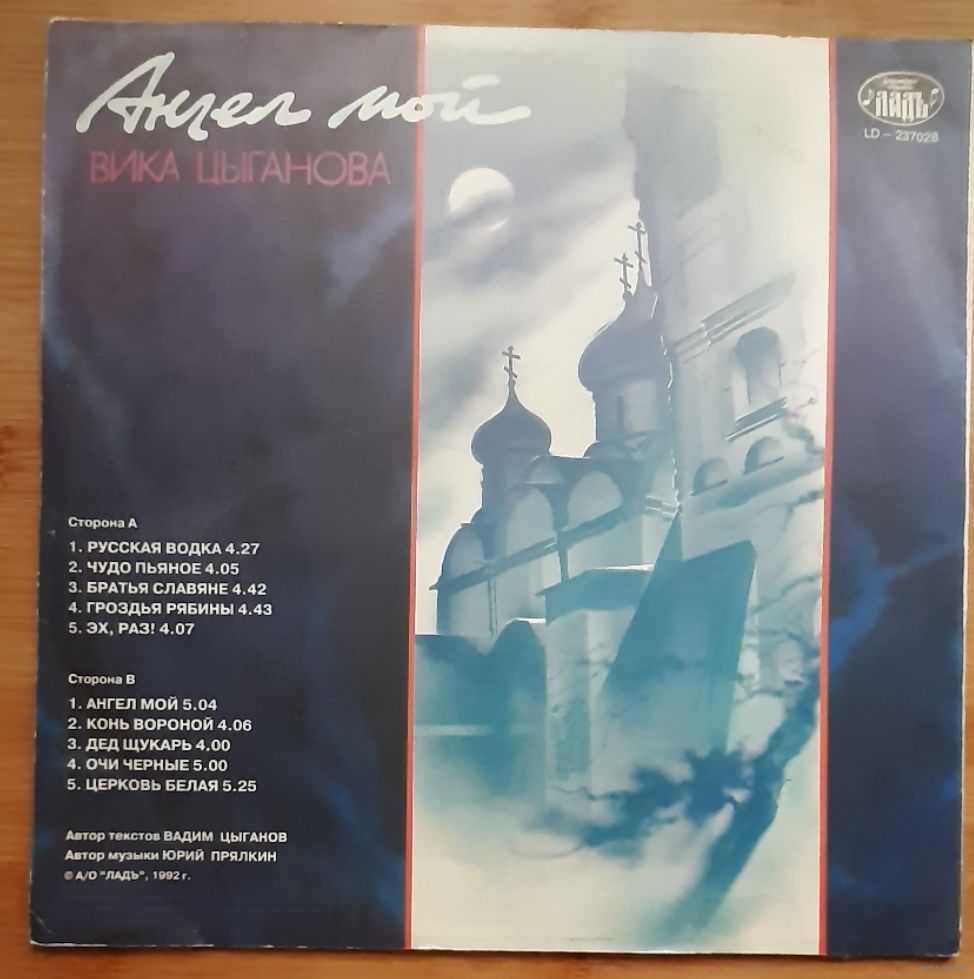 Ангел мой
ВИКА ЦЫГАНОВА
ЛАДЪ
LD - 237028
Сторона А
1. РУССКАЯ ВОДКА 4.27
2. ЧУДО ПЬЯНОЕ 4.05
3. БРАТЬЯ СЛАВЯНЕ 4.42
4. ГРОЗДЬЯ РЯБИНЫ 4.43
5. ЭХ, РАЗ! 4.07
Сторона В
1. АНГЕЛ МОЙ 5.04
2. КОНЬ ВОРОНОЙ 4.06
3. ДЕД ЩУКАРЬ 4.00
4. ОЧИ ЧЕРНЫЕ 5.00
5. ЦЕРКОВЬ БЕЛАЯ 5.25
Автор текстов ВАДИМ ЦЫГАНОВ
Автор музыки ЮРИЙ ПРЯЛКИН
© А/О "ЛАДЪ", 1992 г.